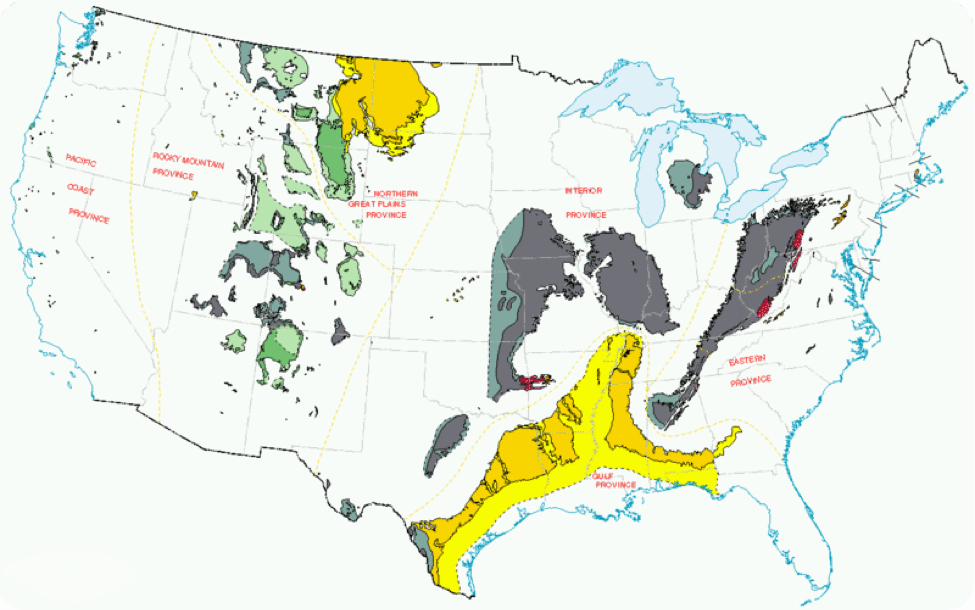 PACIFIC
COAST
PROVINCE
ROCKY MOUNTAIN
PROVINCE
NORTHERN
GREAT PLAINS
PROVINCE
INTERIOR
PROVINCE
EASTERN
PROVINCE
GULF
PROVINCE